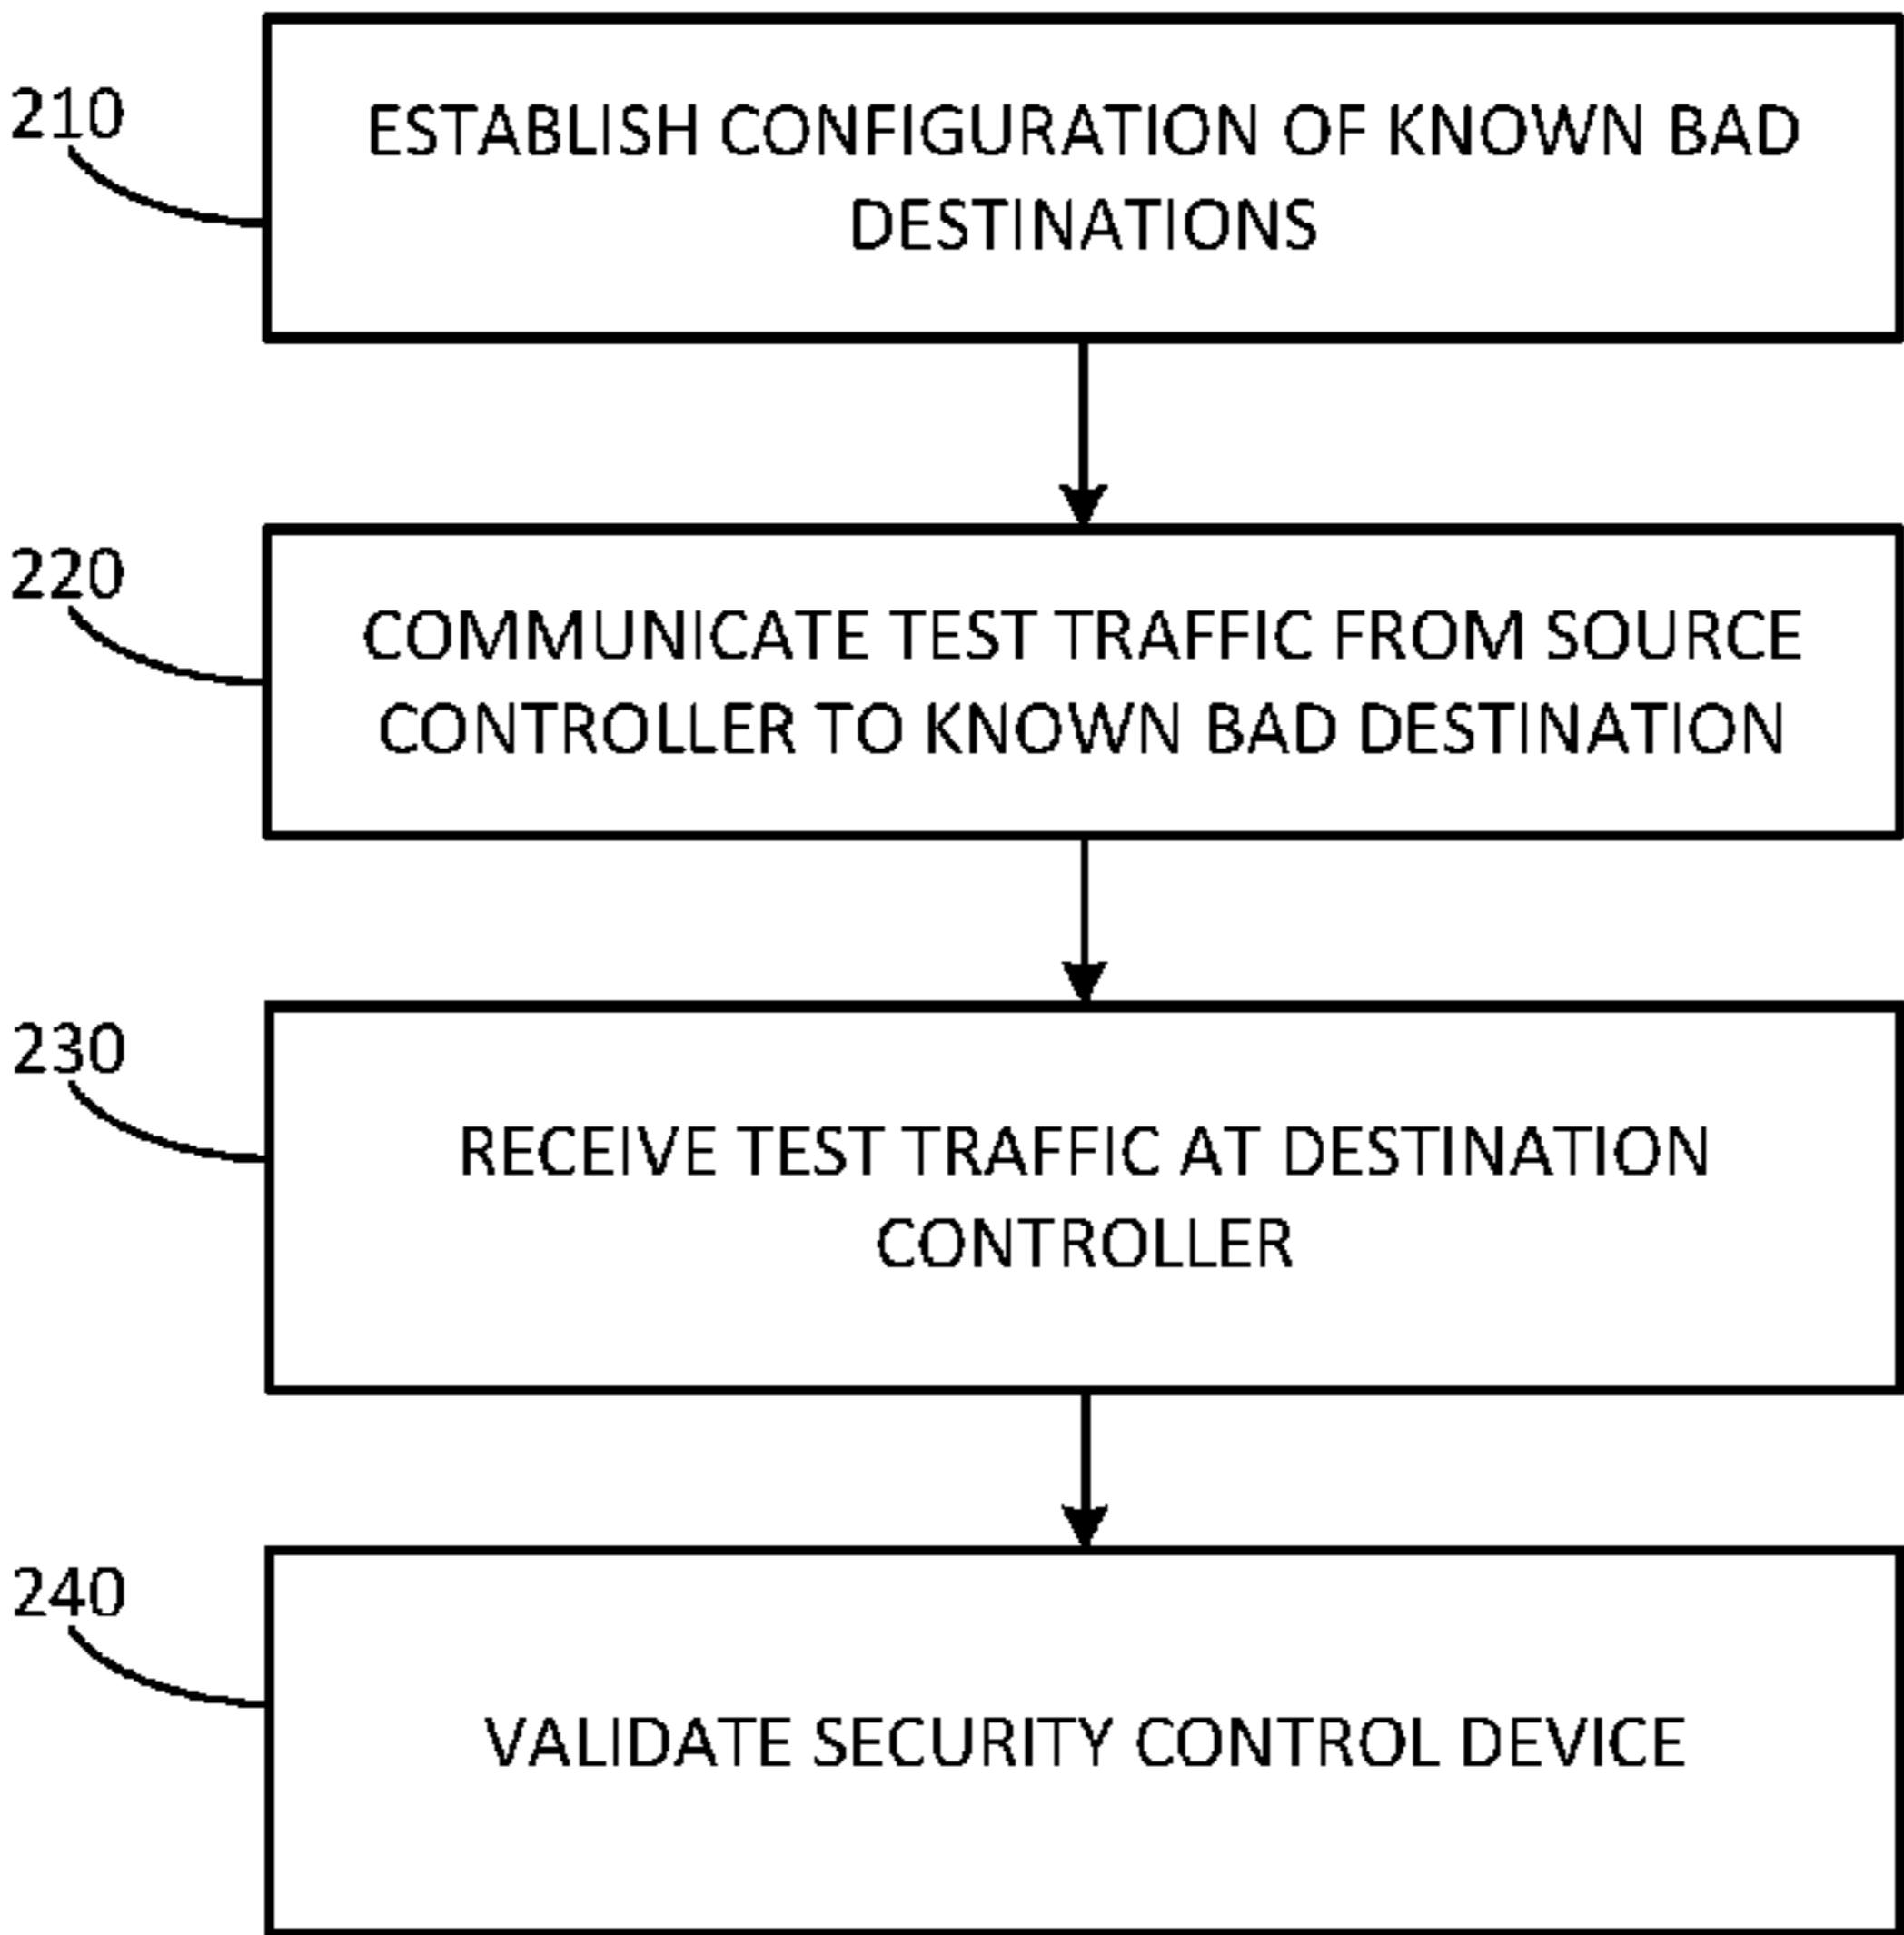 210
ESTABLISH CONFIGURATION OF KNOWN BAD
DESTINATIONS
220
COMMUNICATE TEST TRAFFIC FROM SOURCE
CONTROLLER TO KNOWN BAD DESTINATION
230
RECEIVE TEST TRAFFIC AT DESTINATION
CONTROLLER
240
VALIDATE SECURITY CONTROL DEVICE